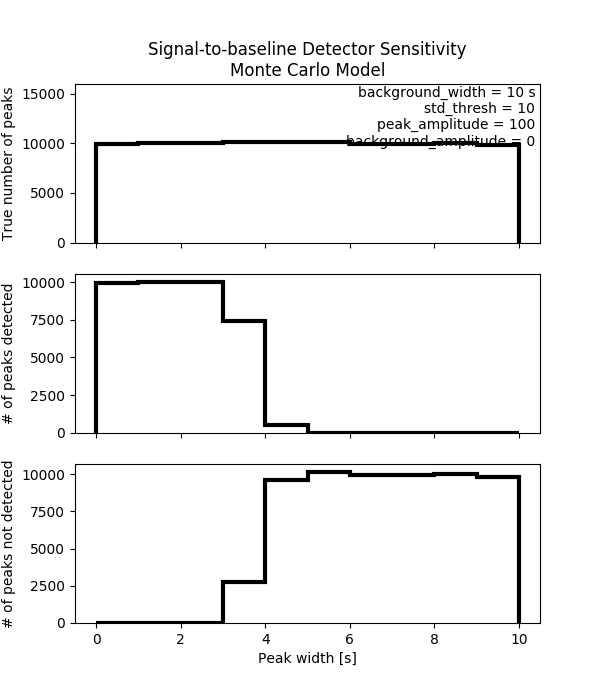 Signal-to-baseline Detector Sensitivity
Monte Carlo Model
background_width = 10 s
std_thresh = 10
peak_amplitude = 100
background_amplitude = 0
True number of peaks
15000
10000
5000
0
# of peaks detected
10000
7500
5000
2500
0
# of peaks not detected
10000
7500
5000
2500
0
0 2 4 6 8 10
Peak width [s]